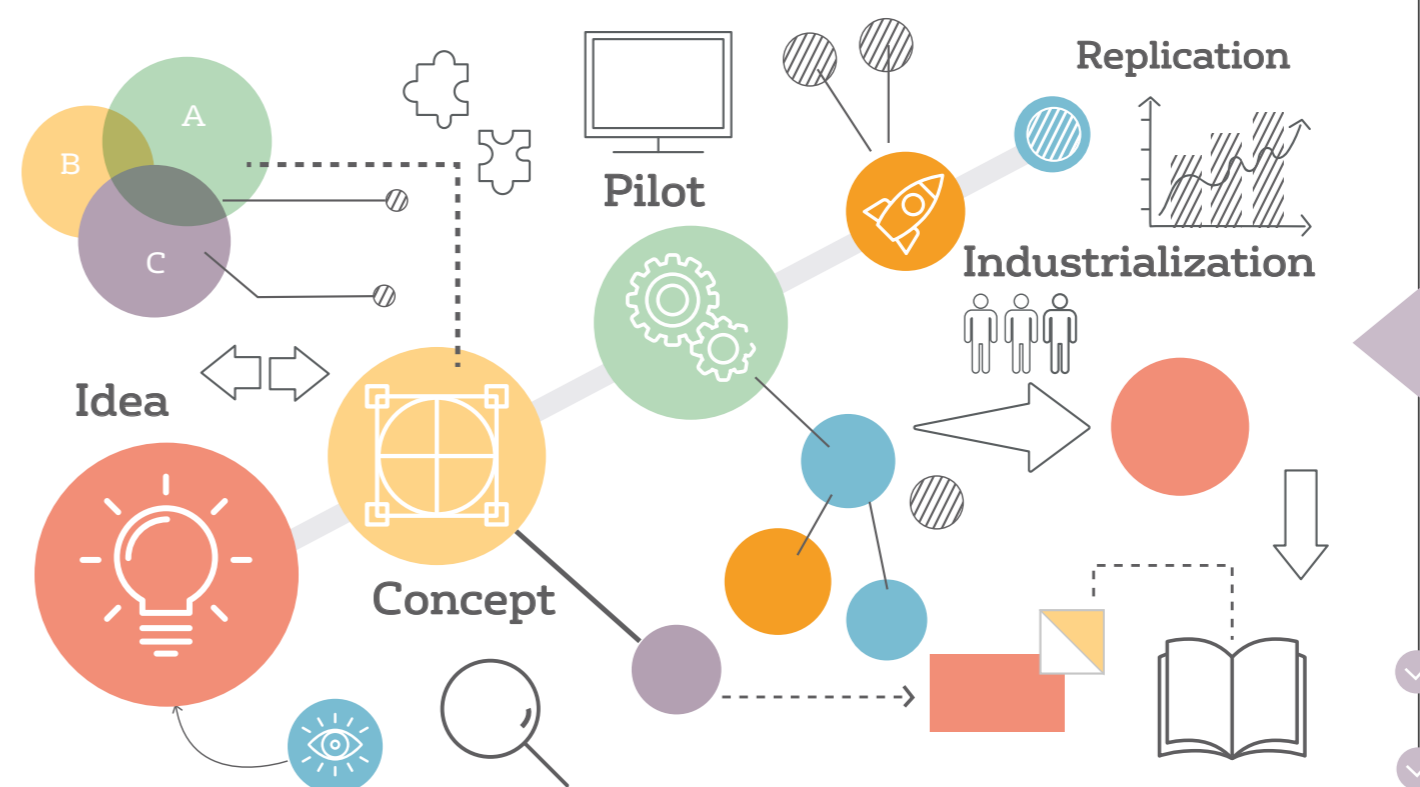 Replication
A
B
Pilot
C
Industrialization
Idea
Concept